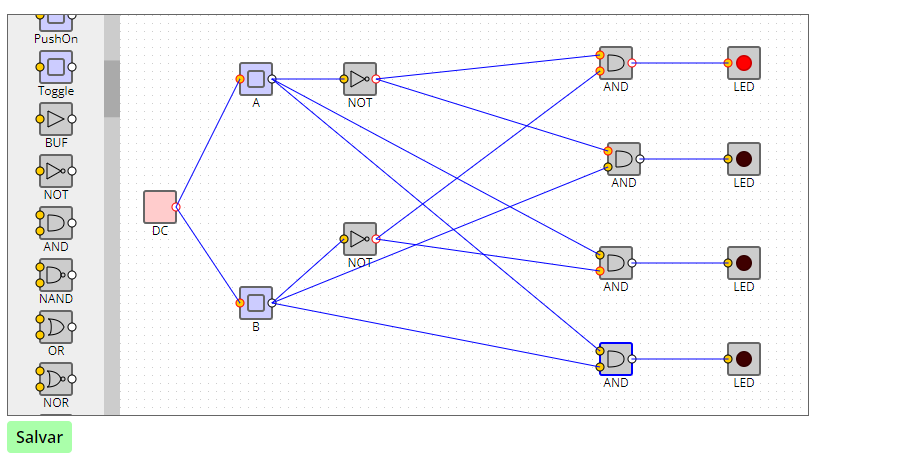 PushOn
Toggle
BUF
NOT
AND
NAND
OR
NOR
DC
A
B
NOT
NOT
AND
AND
AND
AND
LED
LED
LED
LED
Salvar